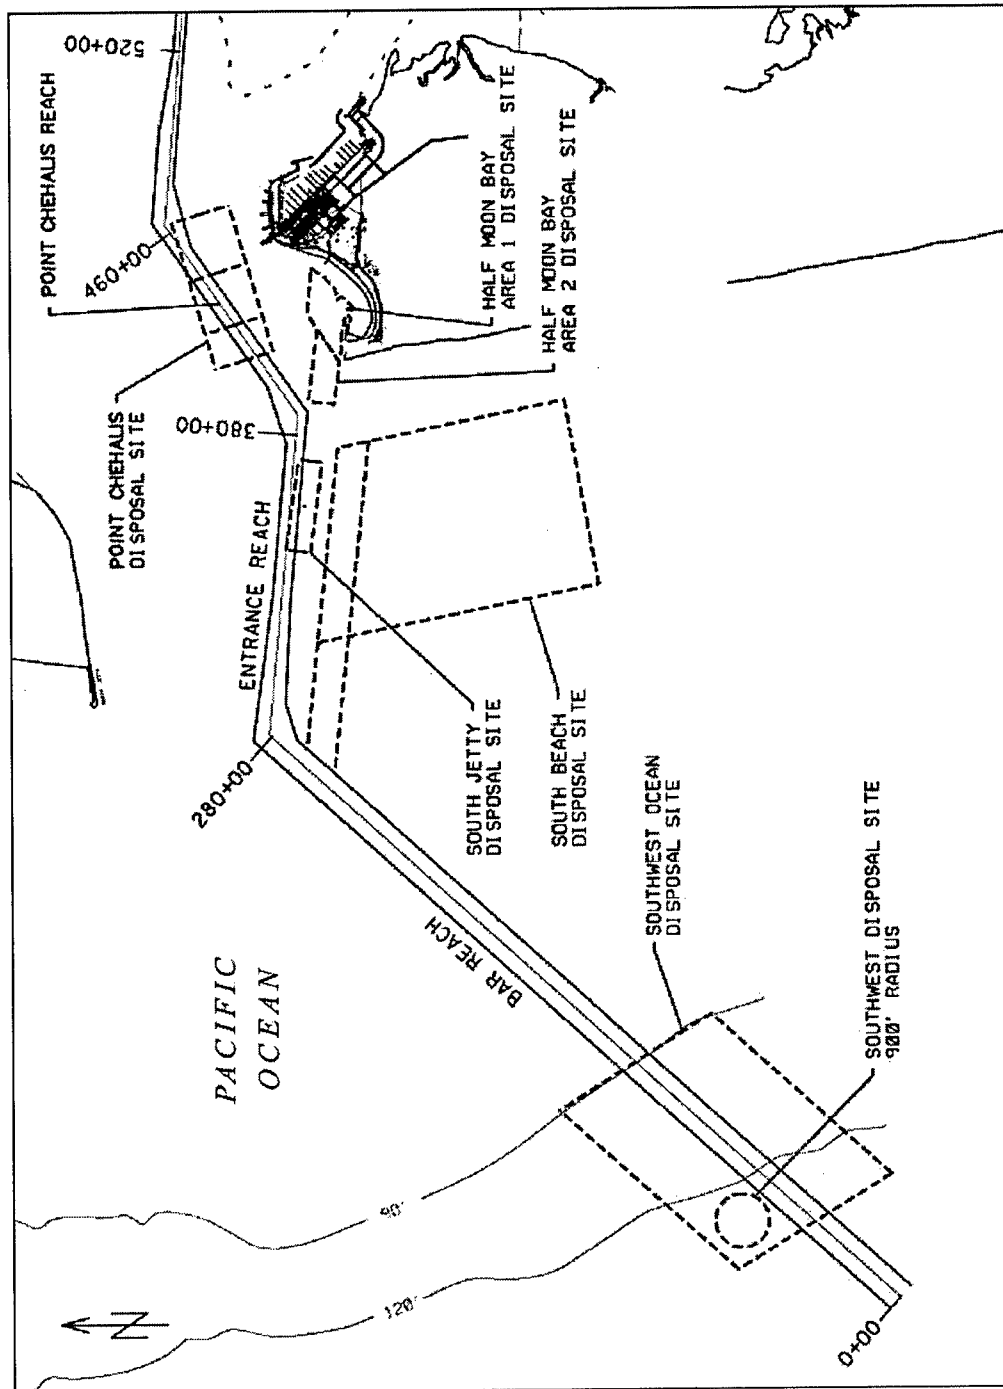 520+00
POINT CHEHALIS REACH
460+00
POINT CHEHALIS
DISPOSAL SITE
380+00
ENTRANCE REACH
HALF MOON BAY
AREA 1 DISPOSAL SITE
HALF MOON BAY
AREA 2 DISPOSAL SITE
280+00
SOUTH JETTY
DISPOSAL SITE
SOUTH BEACH
DISPOSAL SITE
SOUTHWEST OCEAN
DISPOSAL SITE
SOUTHWEST DISPOSAL SITE
900' RADIUS
BAR REACH
PACIFIC
OCEAN
90'
120'
N
0+00